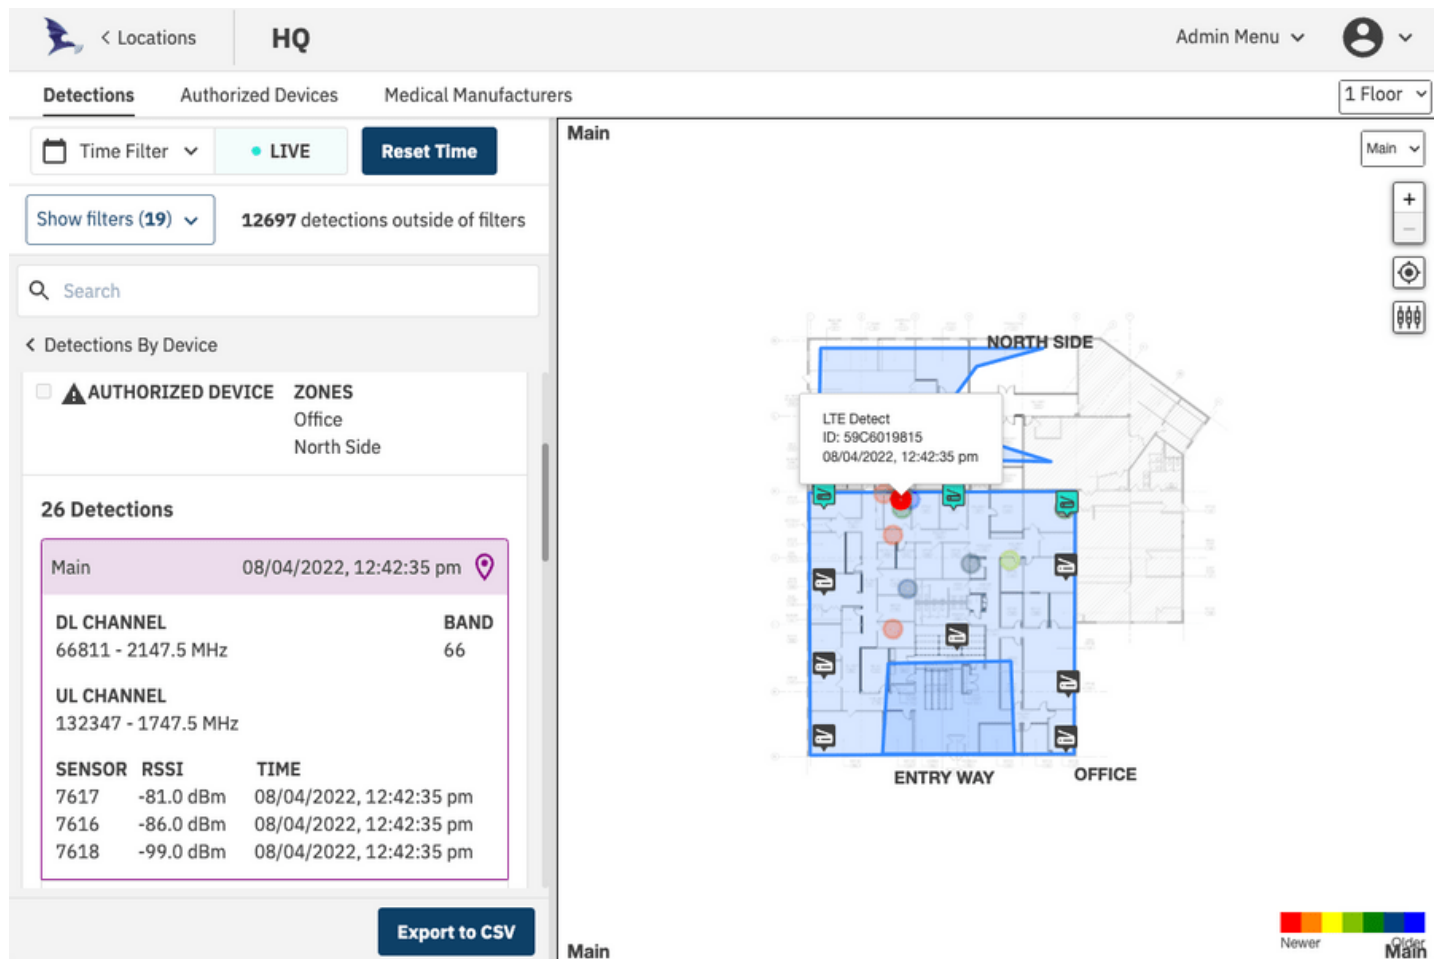 Locations
HQ
Admin Menu
Detections Authorized Devices Medical Manufacturers
1 Floor
Time Filter LIVE Reset Time
Show filters (19) 12697 detections outside of filters
Search
Detections By Device
AUTHORIZED DEVICE ZONES
Office
North Side
26 Detections
Main 08/04/2022, 12:42:35 pm
DL CHANNEL BAND
66811 - 2147.5 MHz 66
UL CHANNEL
132347 - 1747.5 MHz
SENSOR RSSI TIME
7617 -81.0 dBm 08/04/2022, 12:42:35 pm
7616 -86.0 dBm 08/04/2022, 12:42:35 pm
7618 -99.0 dBm 08/04/2022, 12:42:35 pm
Export to CSV
Main
Main
+
−
NORTH SIDE
LTE Detect
ID: 59C6019815
08/04/2022, 12:42:35 pm
ENTRY WAY
OFFICE
Newer Older
Main
Main